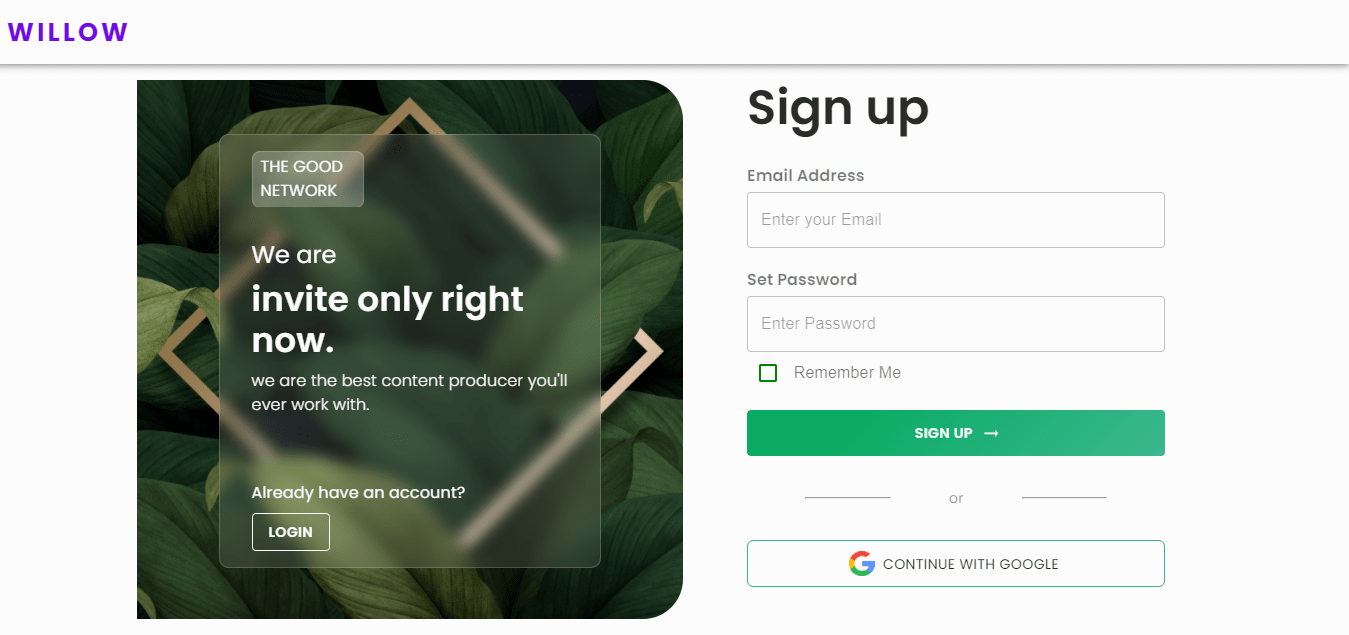 WILLOW
THE GOOD
NETWORK
We are
invite only right
now.
we are the best content producer you'll
ever work with.
Already have an account?
LOGIN
Sign up
Email Address
Enter your Email
Set Password
Enter Password
Remember Me
SIGN UP →
or
CONTINUE WITH GOOGLE